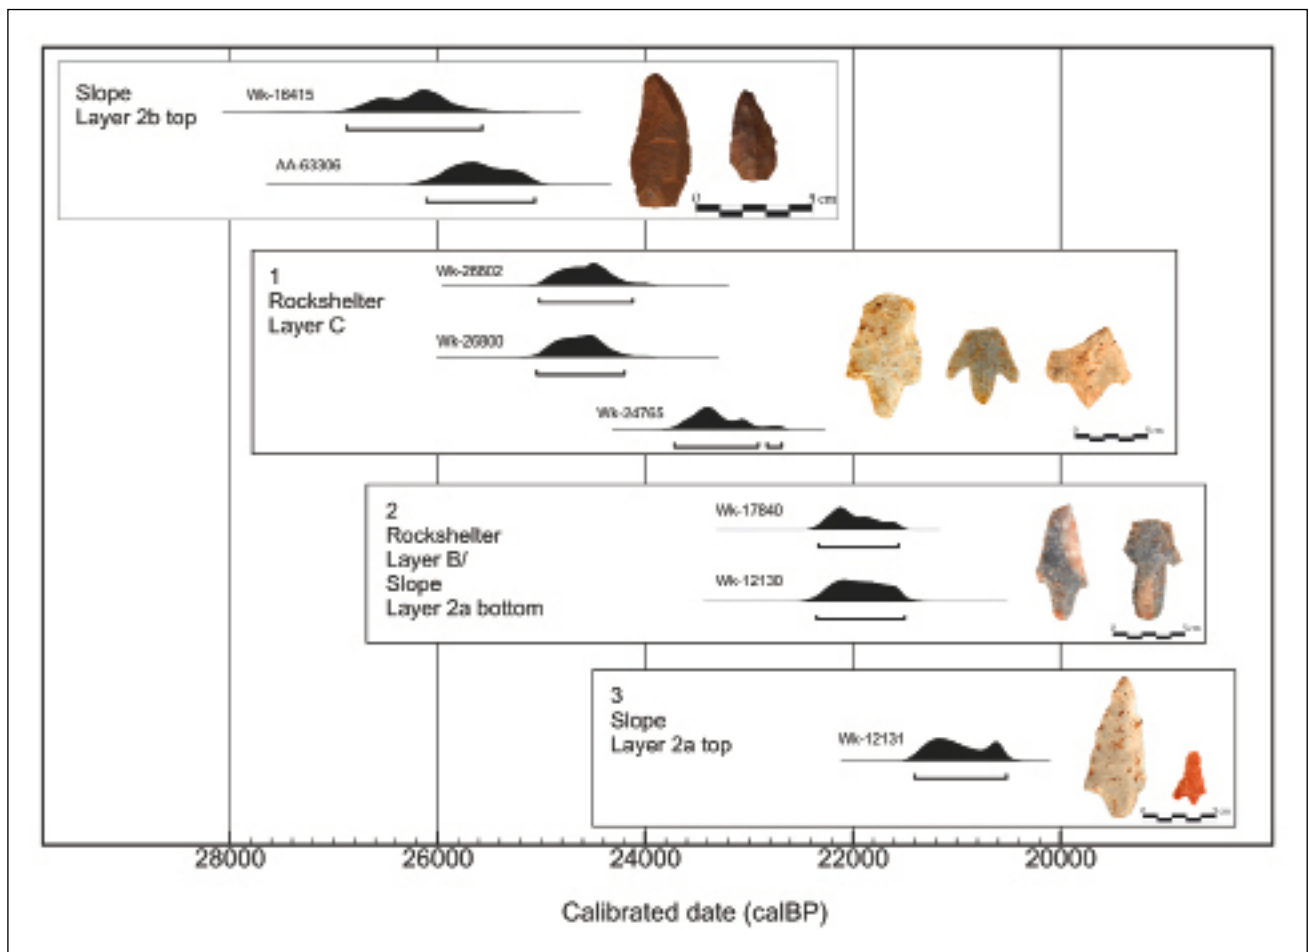 Slope
Layer 2b top
Wk-16415
AA-63306
0 5 cm
1
Rockshelter
Layer C
Wk-26802
Wk-26800
Wk-24765
2
Rockshelter
Layer B/
Slope
Layer 2a bottom
Wk-17840
Wk-12130
3
Slope
Layer 2a top
Wk-12131
28000 26000 24000 22000 20000
Calibrated date (calBP)